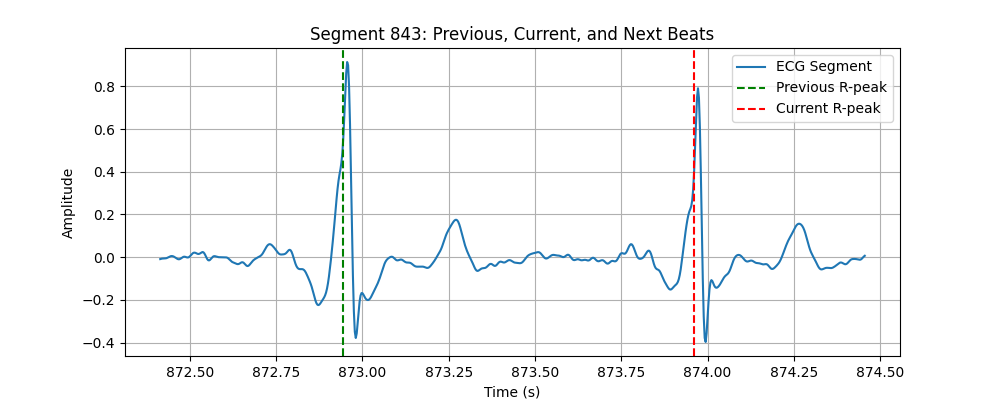 Segment 843: Previous, Current, and Next Beats
ECG Segment
Previous R-peak
Current R-peak
Amplitude
0.8
0.6
0.4
0.2
0.0
−0.2
−0.4
872.50 872.75 873.00 873.25 873.50 873.75 874.00 874.25 874.50
Time (s)